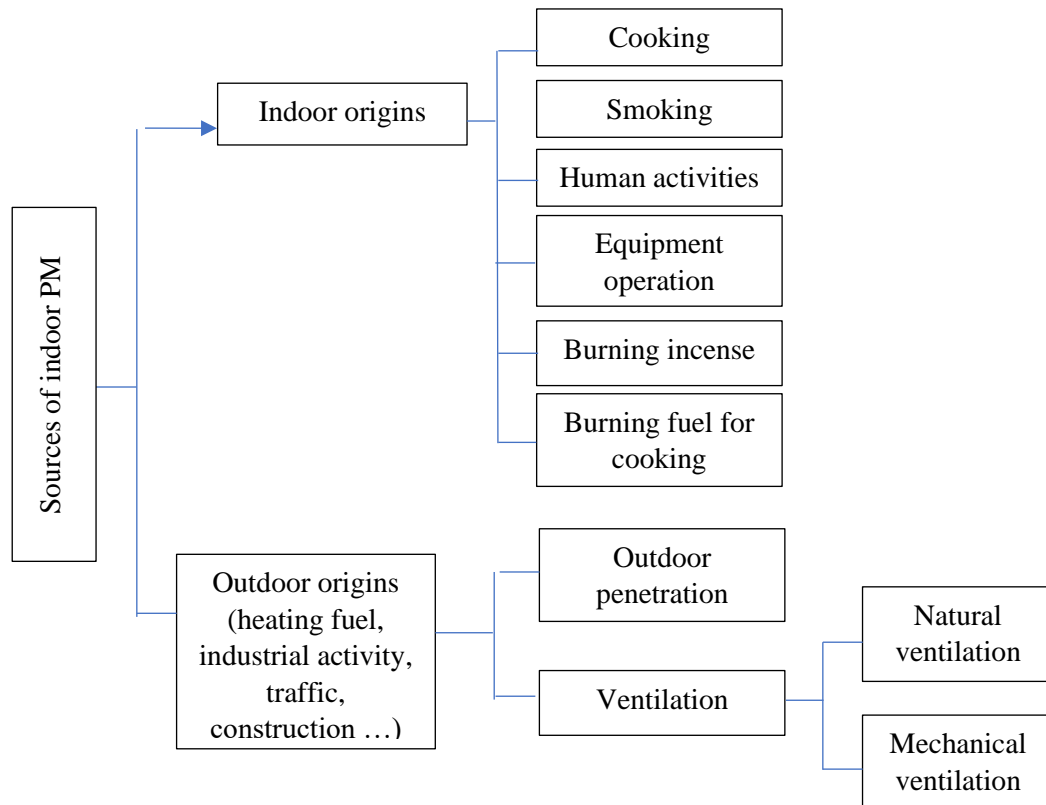 Sources of indoor PM
Indoor origins
Cooking
Smoking
Human activities
Equipment
operation
Burning incense
Burning fuel for
cooking
Outdoor origins
(heating fuel,
industrial activity,
traffic,
construction …)
Outdoor
penetration
Ventilation
Natural
ventilation
Mechanical
ventilation